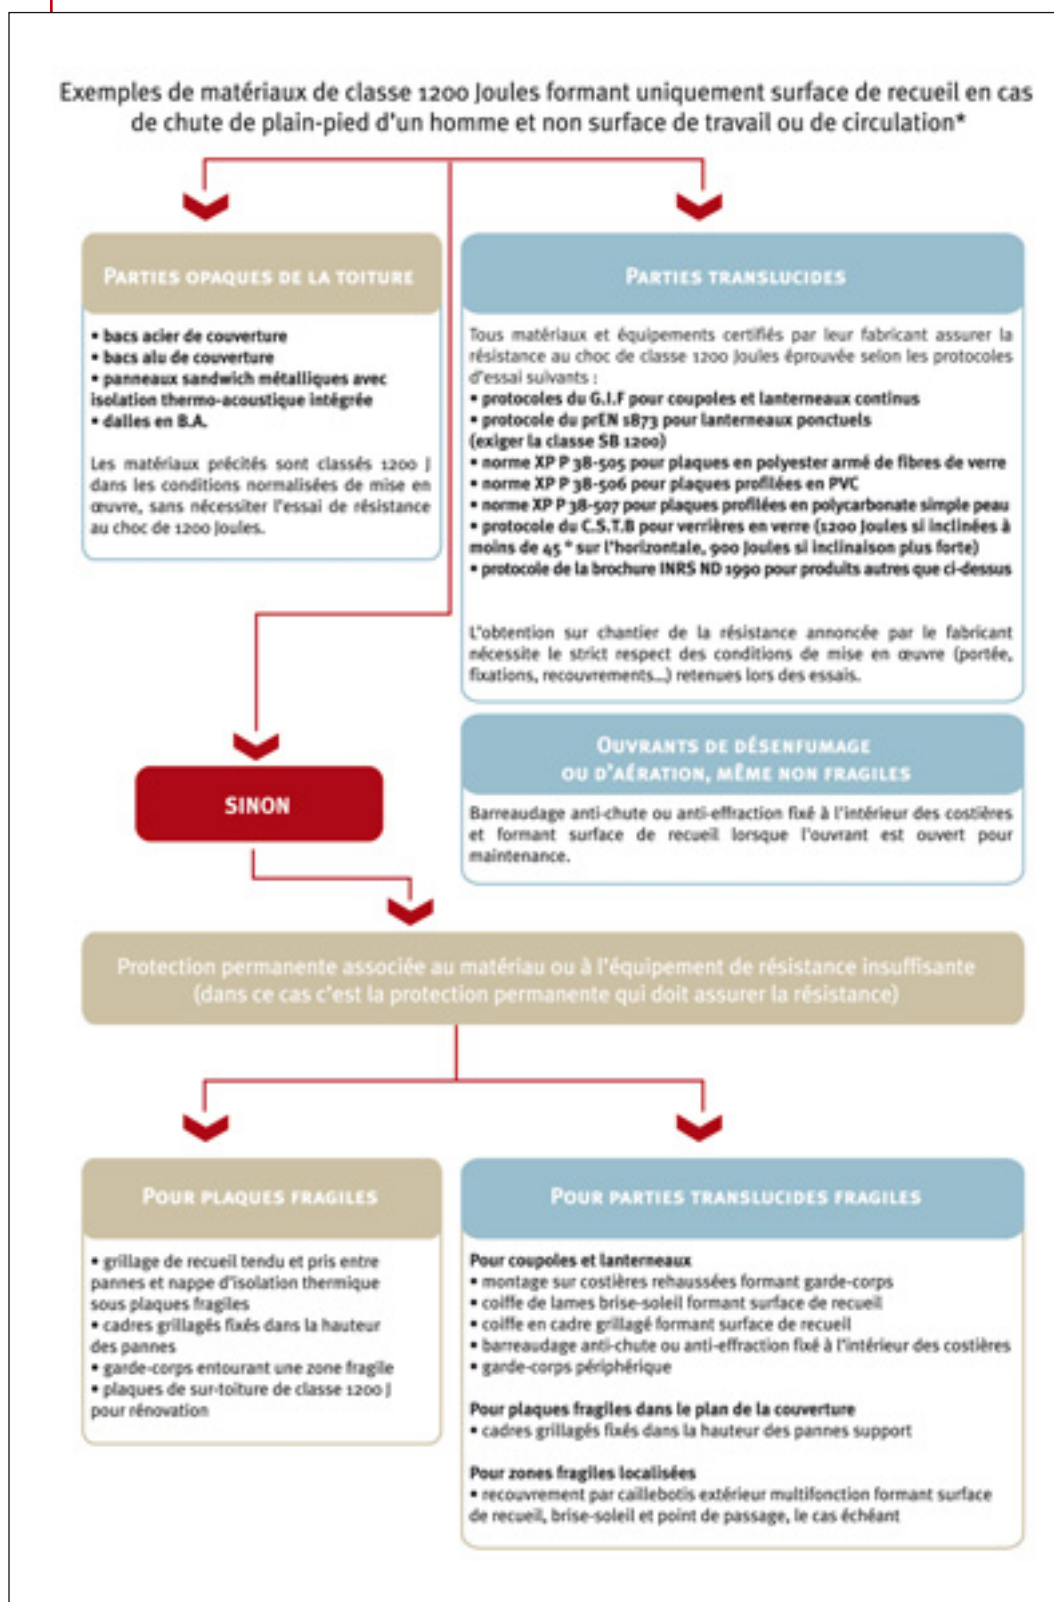 Exemples de matériaux de classe 1200 Joules formant uniquement surface de recueil en cas
de chute de plain-pied d'un homme et non surface de travail ou de circulation*
PARTIES OPAQUES DE LA TOITURE
• bacs acier de couverture
• bacs alu de couverture
• panneaux sandwich métalliques avec
isolation thermo-acoustique intégrée
• dalles en B.A.
Les matériaux précités sont classés 1200 J
dans les conditions normalisées de mise en
œuvre, sans nécessiter l'essai de résistance
au choc de 1200 Joules.
PARTIES TRANSLUCIDES
Tous matériaux et équipements certifiés par leur fabricant assurer la
résistance au choc de classe 1200 Joules éprouvée selon les protocoles
d'essai suivants :
• protocoles du G.I.F pour coupoles et lanterneaux continus
• protocole du prEN 1873 pour lanterneaux ponctuels
(exiger la classe SB 1200)
• norme XP P 38-505 pour plaques en polyester armé de fibres de verre
• norme XP P 38-506 pour plaques profilées en PVC
• norme XP P 38-507 pour plaques profilées en polycarbonate simple peau
• protocole du C.S.T.B pour verrières en verre (1200 Joules si inclinées à
moins de 45 ° sur l'horizontale, 900 Joules si inclinaison plus forte)
• protocole de la brochure INRS ND 1990 pour produits autres que ci-dessus
L'obtention sur chantier de la résistance annoncée par le fabricant
nécessite le strict respect des conditions de mise en œuvre (portée,
fixations, recouvrements...) retenues lors des essais.
OUVRANTS DE DÉSENFUMAGE
OU D'AÉRATION, MÊME NON FRAGILES
Barreaudage anti-chute ou anti-effraction fixé à l'intérieur des costières
et formant surface de recueil lorsque l'ouvrant est ouvert pour
maintenance.
SINON
Protection permanente associée au matériau ou à l'équipement de résistance insuffisante
(dans ce cas c'est la protection permanente qui doit assurer la résistance)
POUR PLAQUES FRAGILES
• grillage de recueil tendu et pris entre
pannes et nappe d'isolation thermique
sous plaques fragiles
• cadres grillagés fixés dans la hauteur
des pannes
• garde-corps entourant une zone fragile
• plaques de sur-toiture de classe 1200 J
pour rénovation
POUR PARTIES TRANSLUCIDES FRAGILES
Pour coupoles et lanterneaux
• montage sur costières rehaussées formant garde-corps
• coiffe de lames brise-soleil formant surface de recueil
• coiffe en cadre grillagé formant surface de recueil
• barreaudage anti-chute ou anti-effraction fixé à l'intérieur des costières
• garde-corps périphérique
Pour plaques fragiles dans le plan de la couverture
• cadres grillagés fixés dans la hauteur des pannes support
Pour zones fragiles localisées
• recouvrement par caillebotis extérieur multifonction formant surface
de recueil, brise-soleil et point de passage, le cas échéant